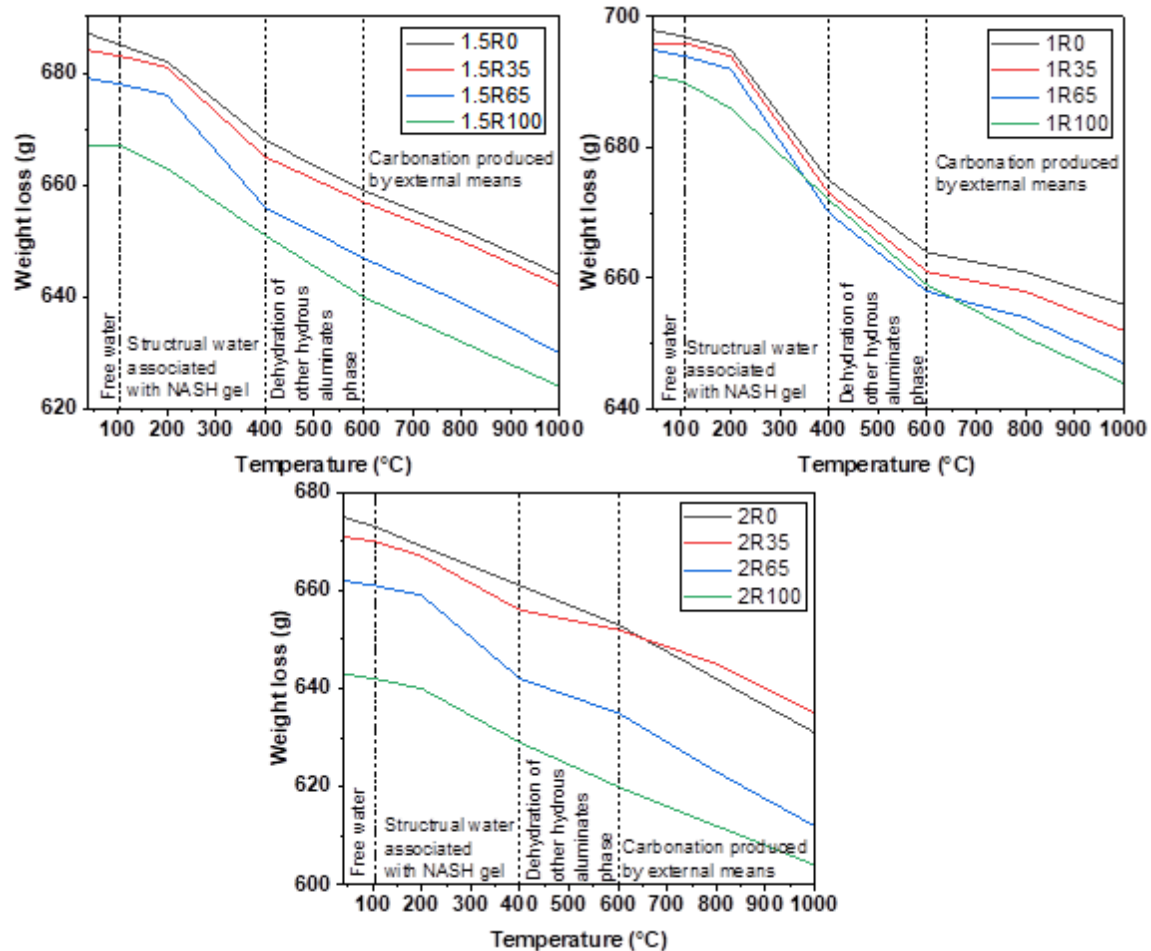 1.5R0
1.5R35
1.5R65
1.5R100
Carbonation produced
by external means
Free water
Structrual water
associated
with NASH gel
Dehydration of
other hydrous
aluminates
phase
680
660
640
620
Weight loss (g)
100 200 300 400 500 600 700 800 900 1000
Temperature (°C)
1R0
1R35
1R65
1R100
Carbonation produced
by external means
Free water
Structrual water
associated
with NASH gel
Dehydration of
other hydrous
aluminates
phase
700
680
660
640
Weight loss (g)
100 200 300 400 500 600 700 800 900 1000
Temperature (°C)
2R0
2R35
2R65
2R100
Free water
Structrual water
associated
with NASH gel
Dehydration of
other hydrous
aluminates
phase
Carbonation produced
by external means
680
660
640
620
600
Weight loss (g)
100 200 300 400 500 600 700 800 900 1000
Temperature (°C)